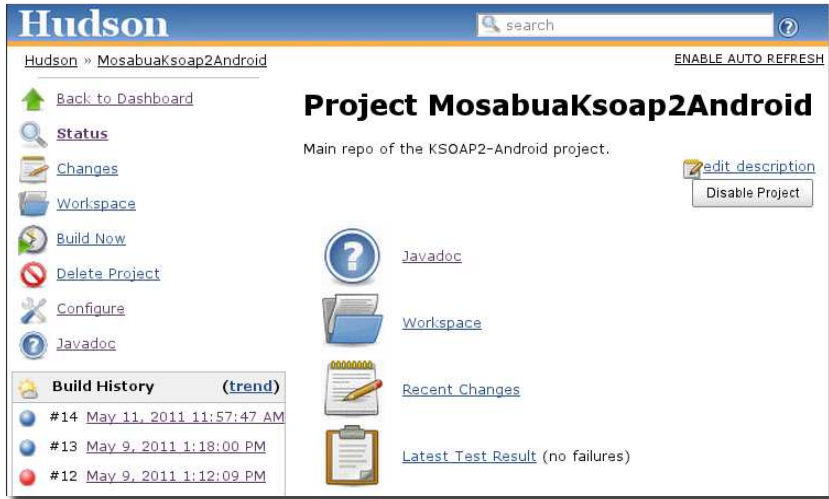 Hudson
search
Hudson » MosabuaKsoap2Android
ENABLE AUTO REFRESH
Back to Dashboard
Status
Changes
Workspace
Build Now
Delete Project
Configure
Javadoc
Build History (trend)
#14 May 11, 2011 11:57:47 AM
#13 May 9, 2011 1:18:00 PM
#12 May 9, 2011 1:12:09 PM
Project MosabuaKsoap2Android
Main repo of the KSOAP2-Android project.
edit description
Disable Project
Javadoc
Workspace
Recent Changes
Latest Test Result (no failures)